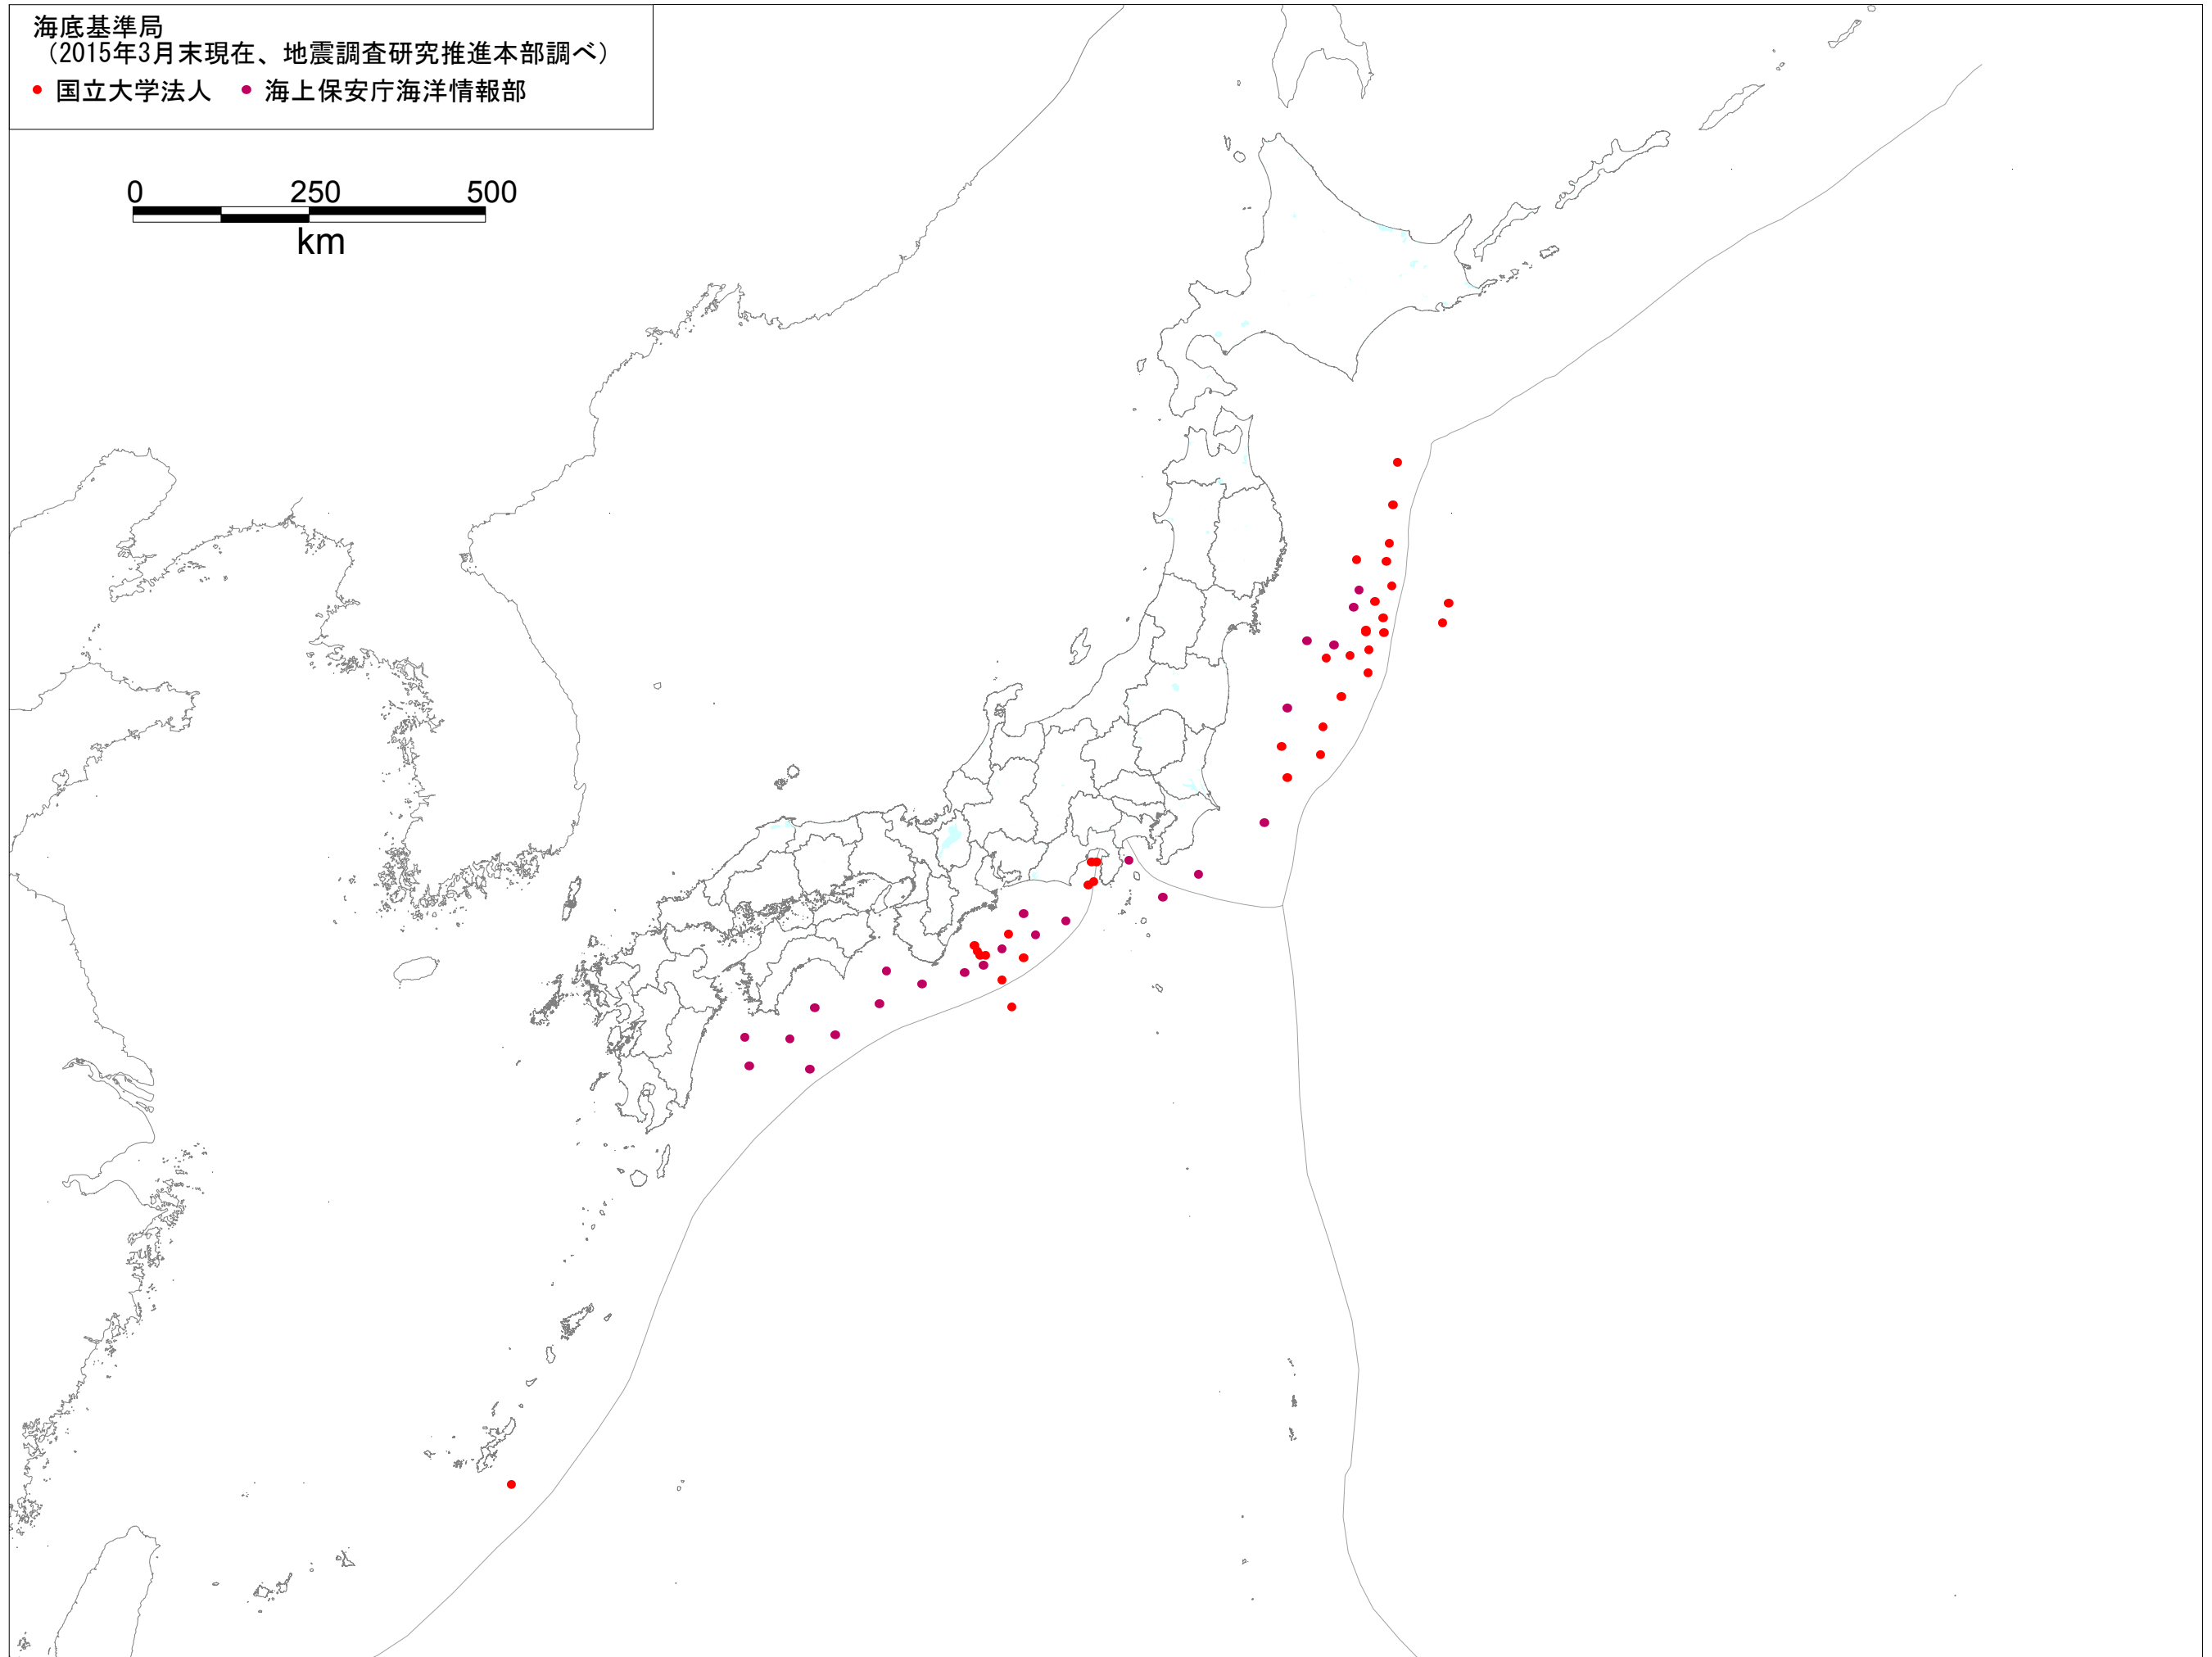 海底基準局
（2015年3月末現在、地震調査研究推進本部調べ）
国立大学法人 海上保安庁海洋情報部
0 250 500
km